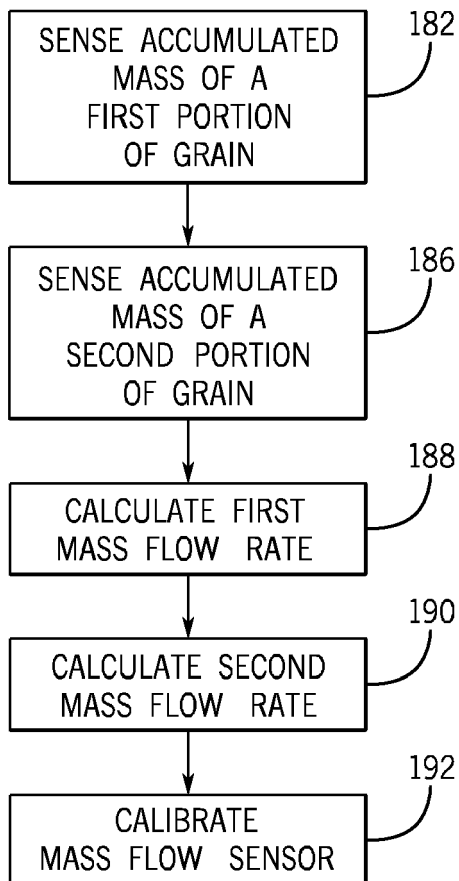 182
SENSE ACCUMULATED
MASS OF A
FIRST PORTION
OF GRAIN
186
SENSE ACCUMULATED
MASS OF A
SECOND PORTION
OF GRAIN
188
CALCULATE FIRST
MASS FLOW RATE
190
CALCULATE SECOND
MASS FLOW RATE
192
CALIBRATE
MASS FLOW SENSOR